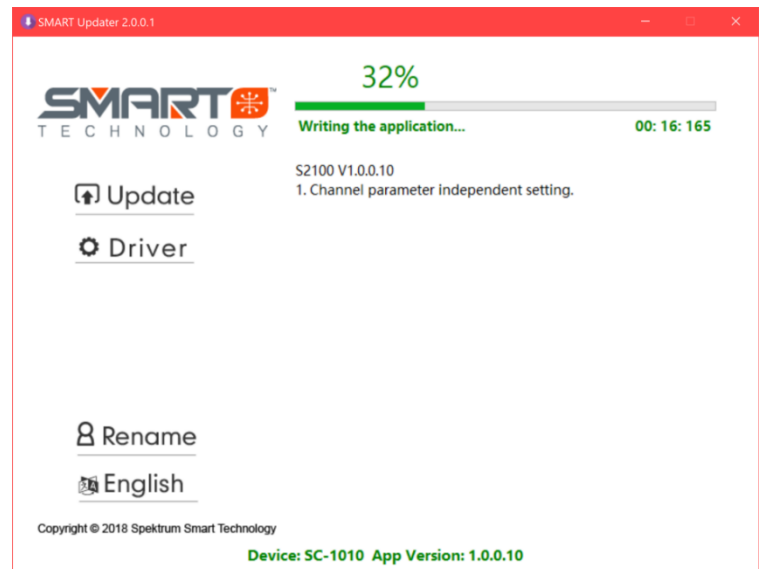 SMART Updater 2.0.0.1
SMART
TECHNOLOGY
32%
Writing the application...
00: 16: 165
S2100 V1.0.0.10
1. Channel parameter independent setting.
Update
Driver
Rename
English
Copyright © 2018 Spektrum Smart Technology
Device: SC-1010 App Version: 1.0.0.10